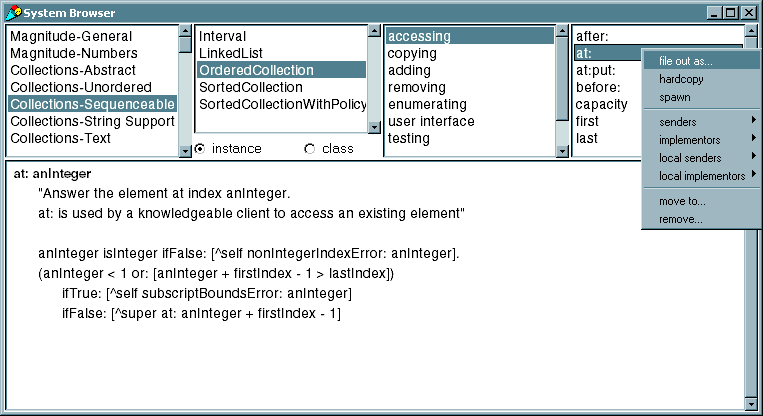 System Browser
Magnitude-General
Magnitude-Numbers
Collections-Abstract
Collections-Unordered
Collections-Sequenceable
Collections-String Support
Collections-Text
Interval
LinkedList
OrderedCollection
SortedCollection
SortedCollectionWithPolicy
instance
class
accessing
copying
adding
removing
enumerating
user interface
testing
after:
at:
at:put:
before:
capacity
first
last
file out as...
hardcopy
spawn
senders
implementors
local senders
local implementors
move to...
remove...
at: anInteger
"Answer the element at index anInteger.
at: is used by a knowledgeable client to access an existing element"
anInteger isInteger ifFalse: [^self nonIntegerIndexError: anInteger].
(anInteger < 1 or: [anInteger + firstIndex - 1 > lastIndex])
ifTrue: [^self subscriptBoundsError: anInteger]
ifFalse: [^super at: anInteger + firstIndex - 1]